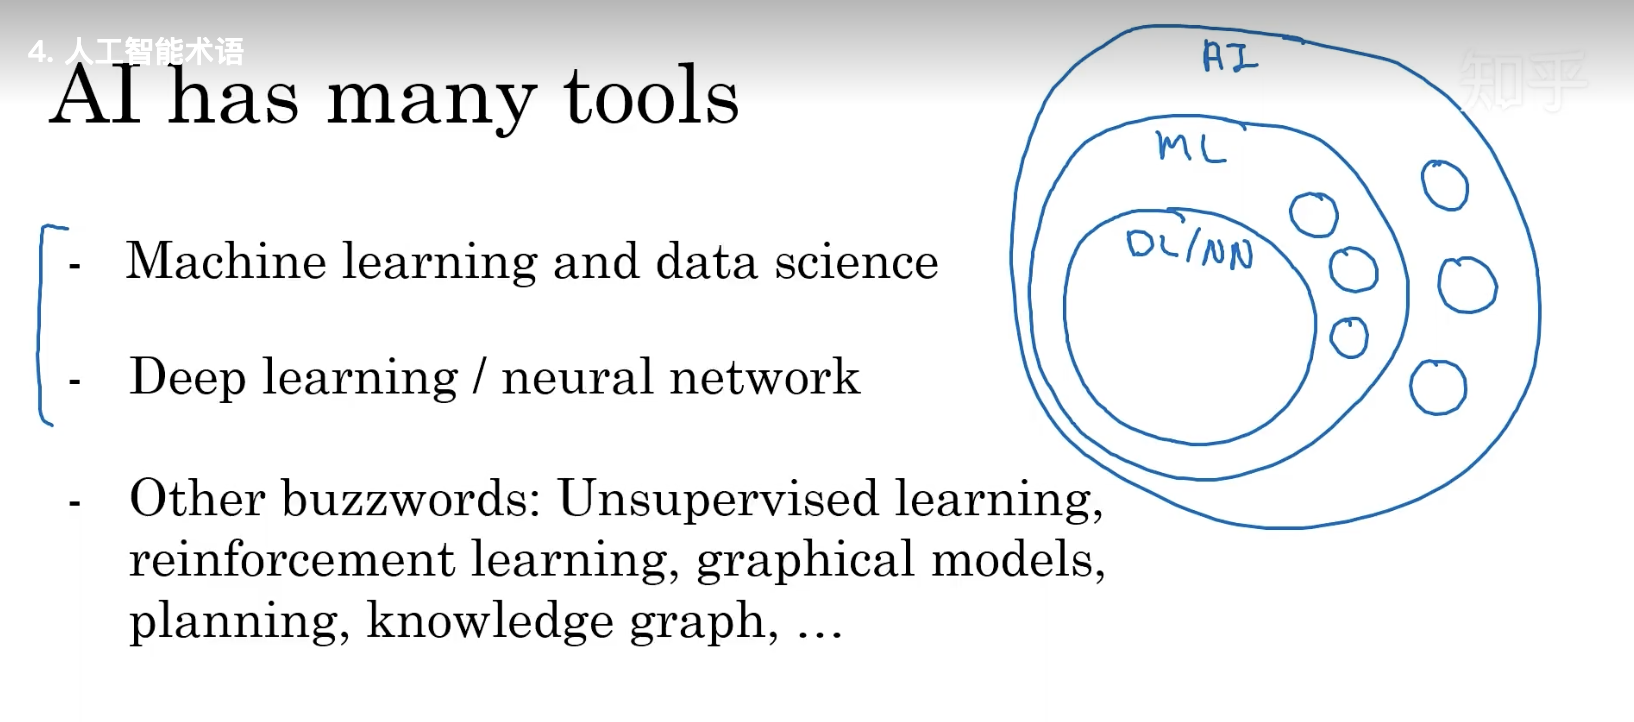 4. 人工智能术语
AI has many tools
知乎
AI
ML
DL/NN
- Machine learning and data science
- Deep learning / neural network
- Other buzzwords: Unsupervised learning,
reinforcement learning, graphical models,
planning, knowledge graph, …